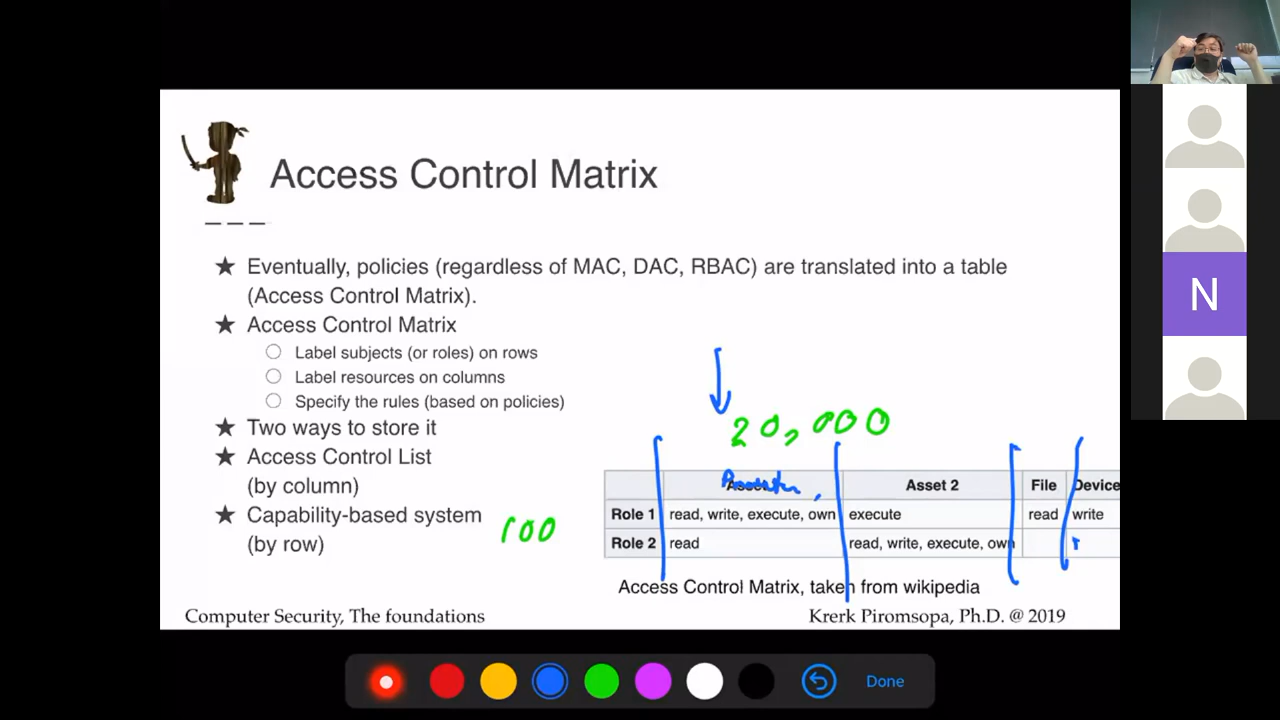 Access Control Matrix
Eventually, policies (regardless of MAC, DAC, RBAC) are translated into a table
(Access Control Matrix).
Access Control Matrix
Label subjects (or roles) on rows
Label resources on columns
Specify the rules (based on policies)
Two ways to store it
Access Control List
(by column)
Capability-based system
(by row)
100
20,000
Asset 2 File Device
Role 1 read, write, execute, own execute read write
Role 2 read read, write, execute, own
Access Control Matrix, taken from wikipedia
Computer Security, The foundations
Krerk Piromsopa, Ph.D. @ 2019
N
Done